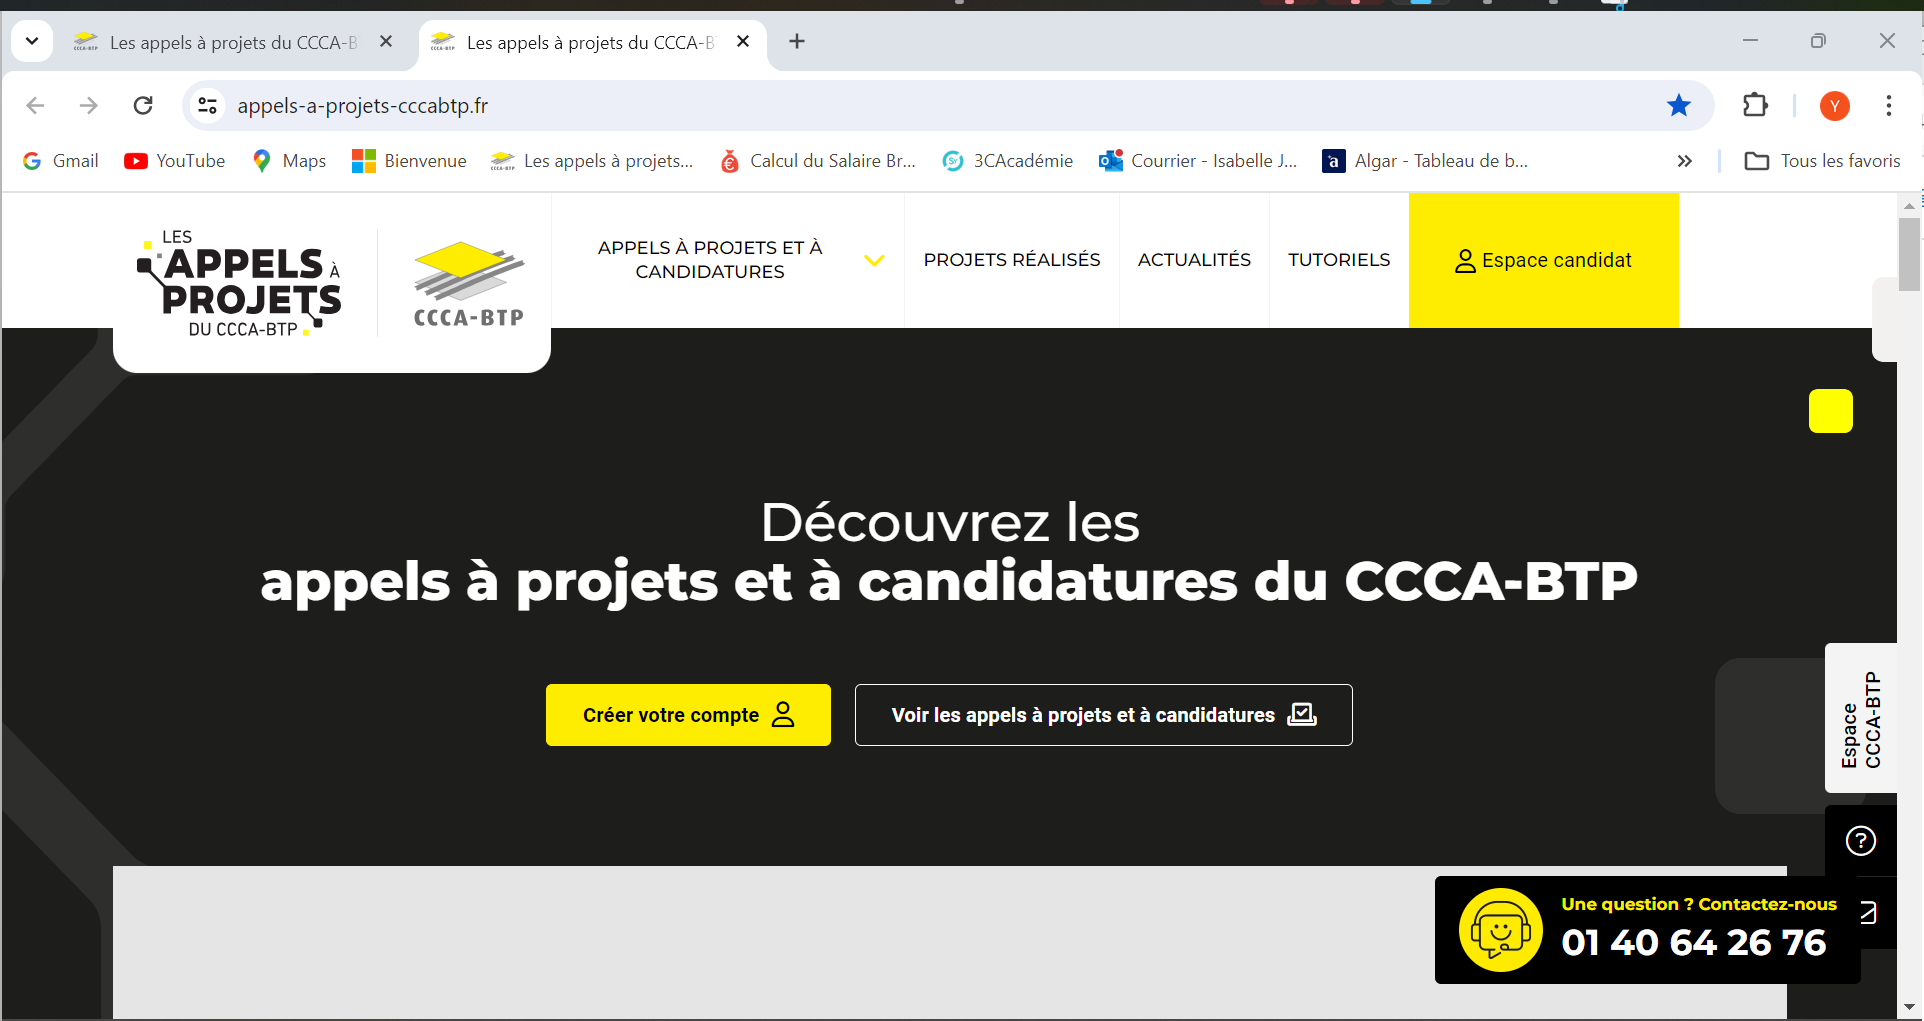 Les appels à projets du CCCA-B
Les appels à projets du CCCA-B
appels-a-projets-cccabtp.fr
Y
Gmail
YouTube
Maps
Bienvenue
Les appels à projets...
Calcul du Salaire Br...
3CAcadémie
Courrier - Isabelle J...
Algar - Tableau de b...
Tous les favoris
LES
APPELS À
PROJETS
DU CCCA-BTP
CCCA-BTP
APPELS À PROJETS ET À
CANDIDATURES
PROJETS RÉALISÉS
ACTUALITÉS
TUTORIELS
Espace candidat
Découvrez les
appels à projets et à candidatures du CCCA-BTP
Créer votre compte
Voir les appels à projets et à candidatures
Espace
CCCA-BTP
Une question ? Contactez-nous
01 40 64 26 76